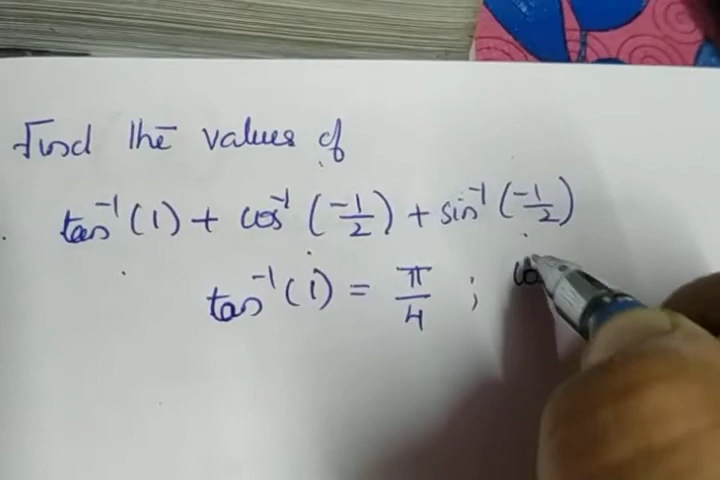 Find the values of
tan⁻¹(1) + cos⁻¹(-1/2) + sin⁻¹(-1/2)
tan⁻¹(1) = π/4 ; co